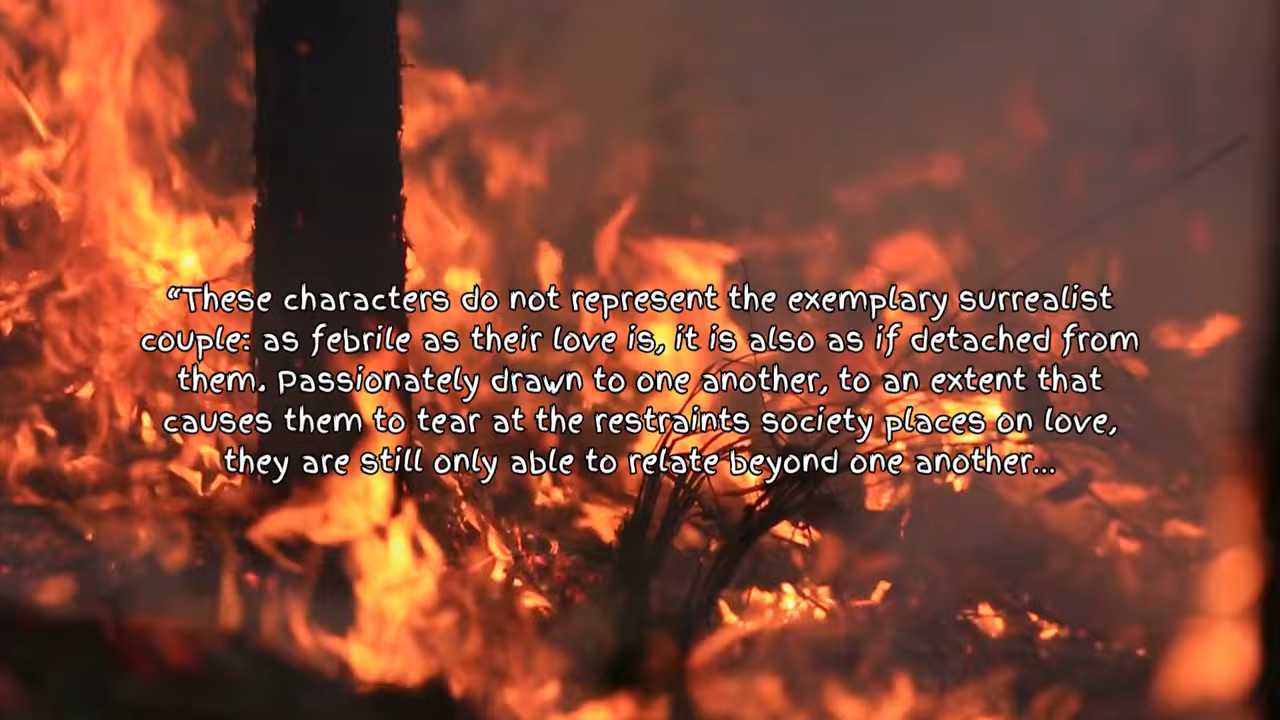 “These characters do not represent the exemplary surrealist
couple: as febrile as their love is, it is also as if detached from
them. Passionately drawn to one another, to an extent that
causes them to tear at the restraints society places on love,
they are still only able to relate beyond one another...